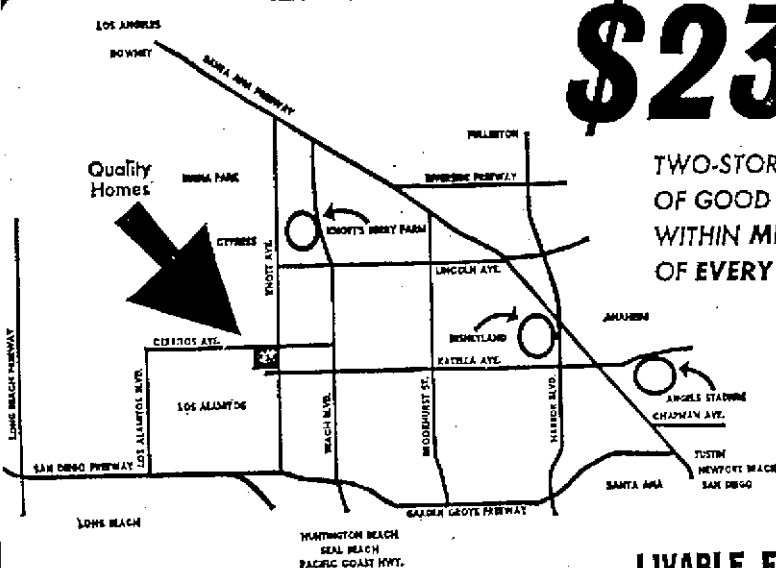 LOS ANGELES
DOWNEY
SANTA ANA FREEWAY
$23
TWO-STOR
OF GOOD
WITHIN MI
OF EVERY
FULLERTON
RIVERSIDE FREEWAY
Quality
Homes
BUENA PARK
CYPRESS
KNOTT'S BERRY FARM
KNOTT AVE.
LINCOLN AVE.
ANAHEIM
DISNEYLAND
CERRITOS AVE.
KATELLA AVE.
ANGELS STADIUM
CHAPMAN AVE.
LONG BEACH FREEWAY
LOS ALAMITOS BLVD.
LOS ALAMITOS
BEACH BLVD.
BROOKHURST ST.
HARBOR BLVD.
TUSTIN
NEWPORT BEACH
SAN DIEGO
SANTA ANA
SAN DIEGO FREEWAY
GARDEN GROVE FREEWAY
LONG BEACH
HUNTINGTON BEACH
SEAL BEACH
PACIFIC COAST HWY.
LIVABLE